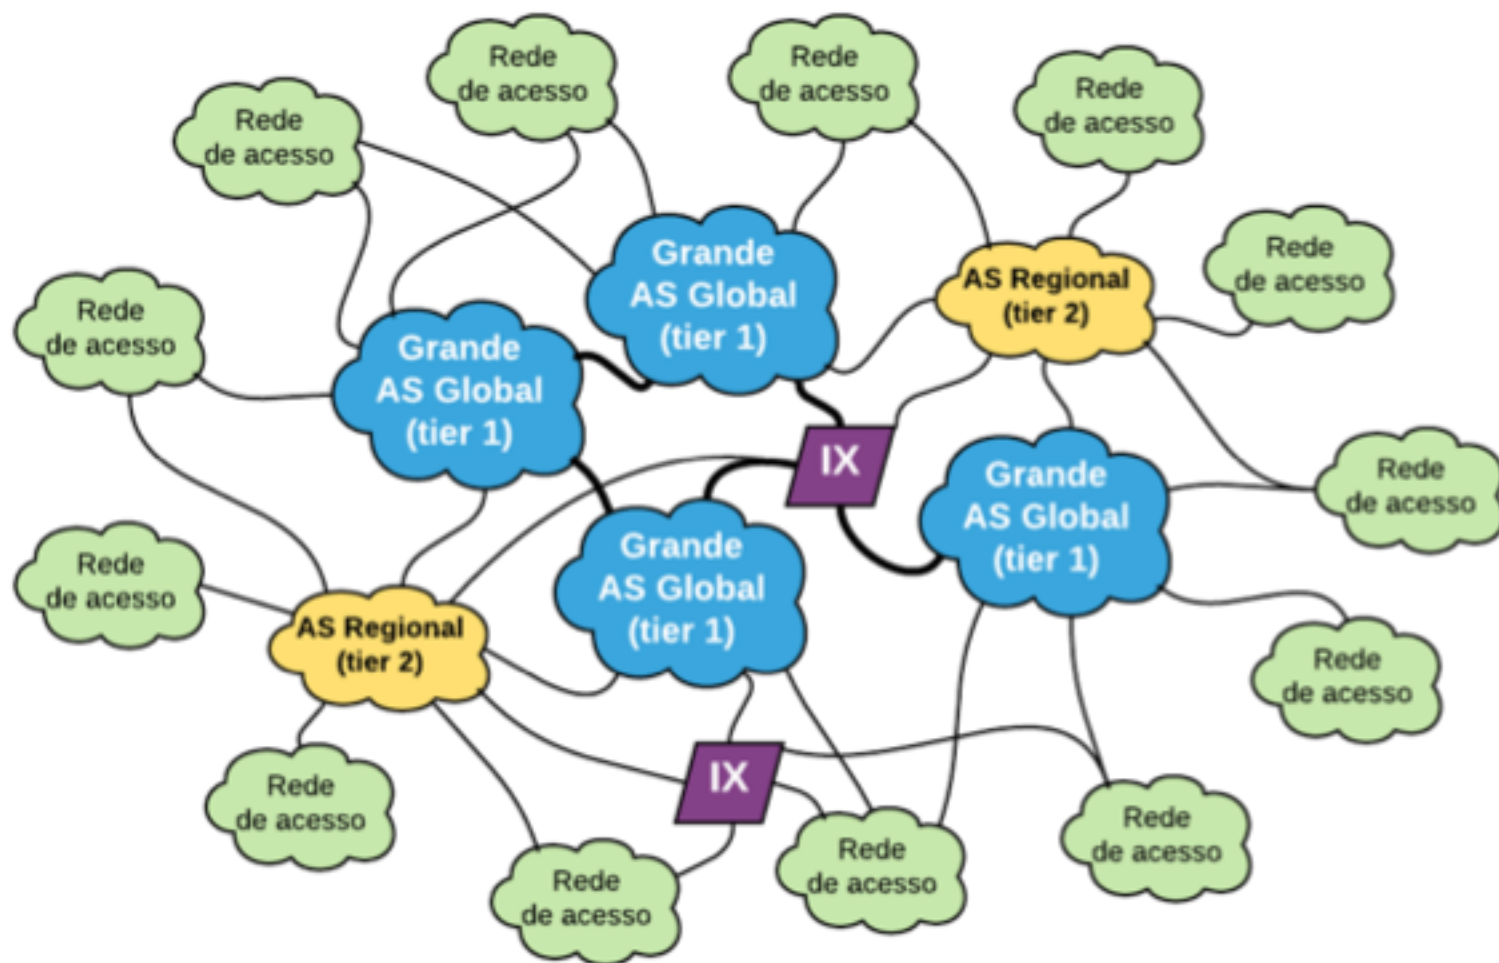 Rede
de acesso
Rede
de acesso
Rede
de acesso
Rede
de acesso
Rede
de acesso
Grande
AS Global
(tier 1)
AS Regional
(tier 2)
Rede
de acesso
Grande
AS Global
(tier 1)
Rede
de acesso
IX
Grande
AS Global
(tier 1)
Rede
de acesso
Grande
AS Global
(tier 1)
Rede
de acesso
AS Regional
(tier 2)
Rede
de acesso
IX
Rede
de acesso
Rede
de acesso
Rede
de acesso
Rede
de acesso